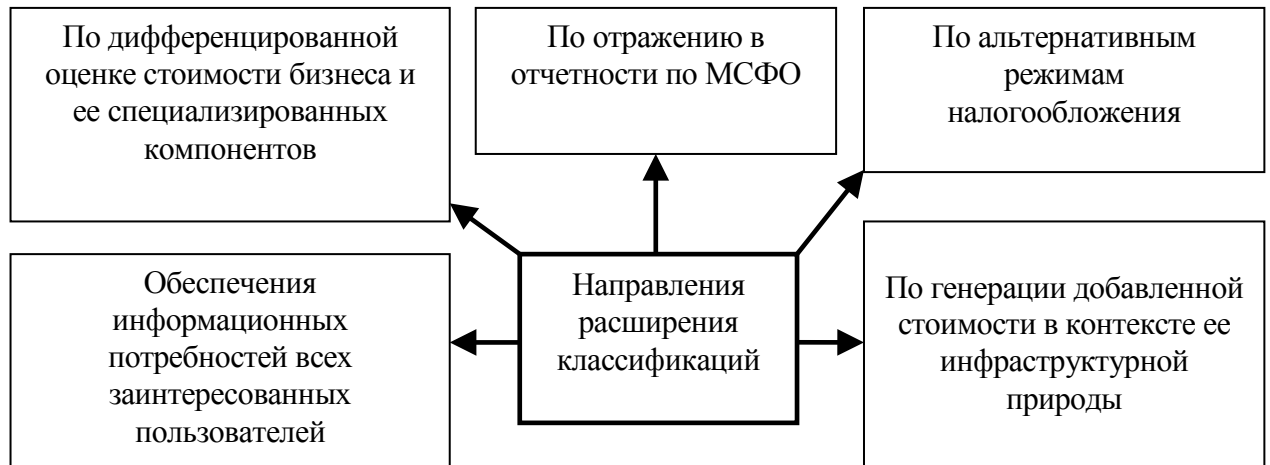 По дифференцированной
оценке стоимости бизнеса и
ее специализированных
компонентов
По отражению в
отчетности по МСФО
По альтернативным
режимам
налогообложения
Обеспечения
информационных
потребностей всех
заинтересованных
пользователей
Направления
расширения
классификаций
По генерации добавленной
стоимости в контексте ее
инфраструктурной
природы